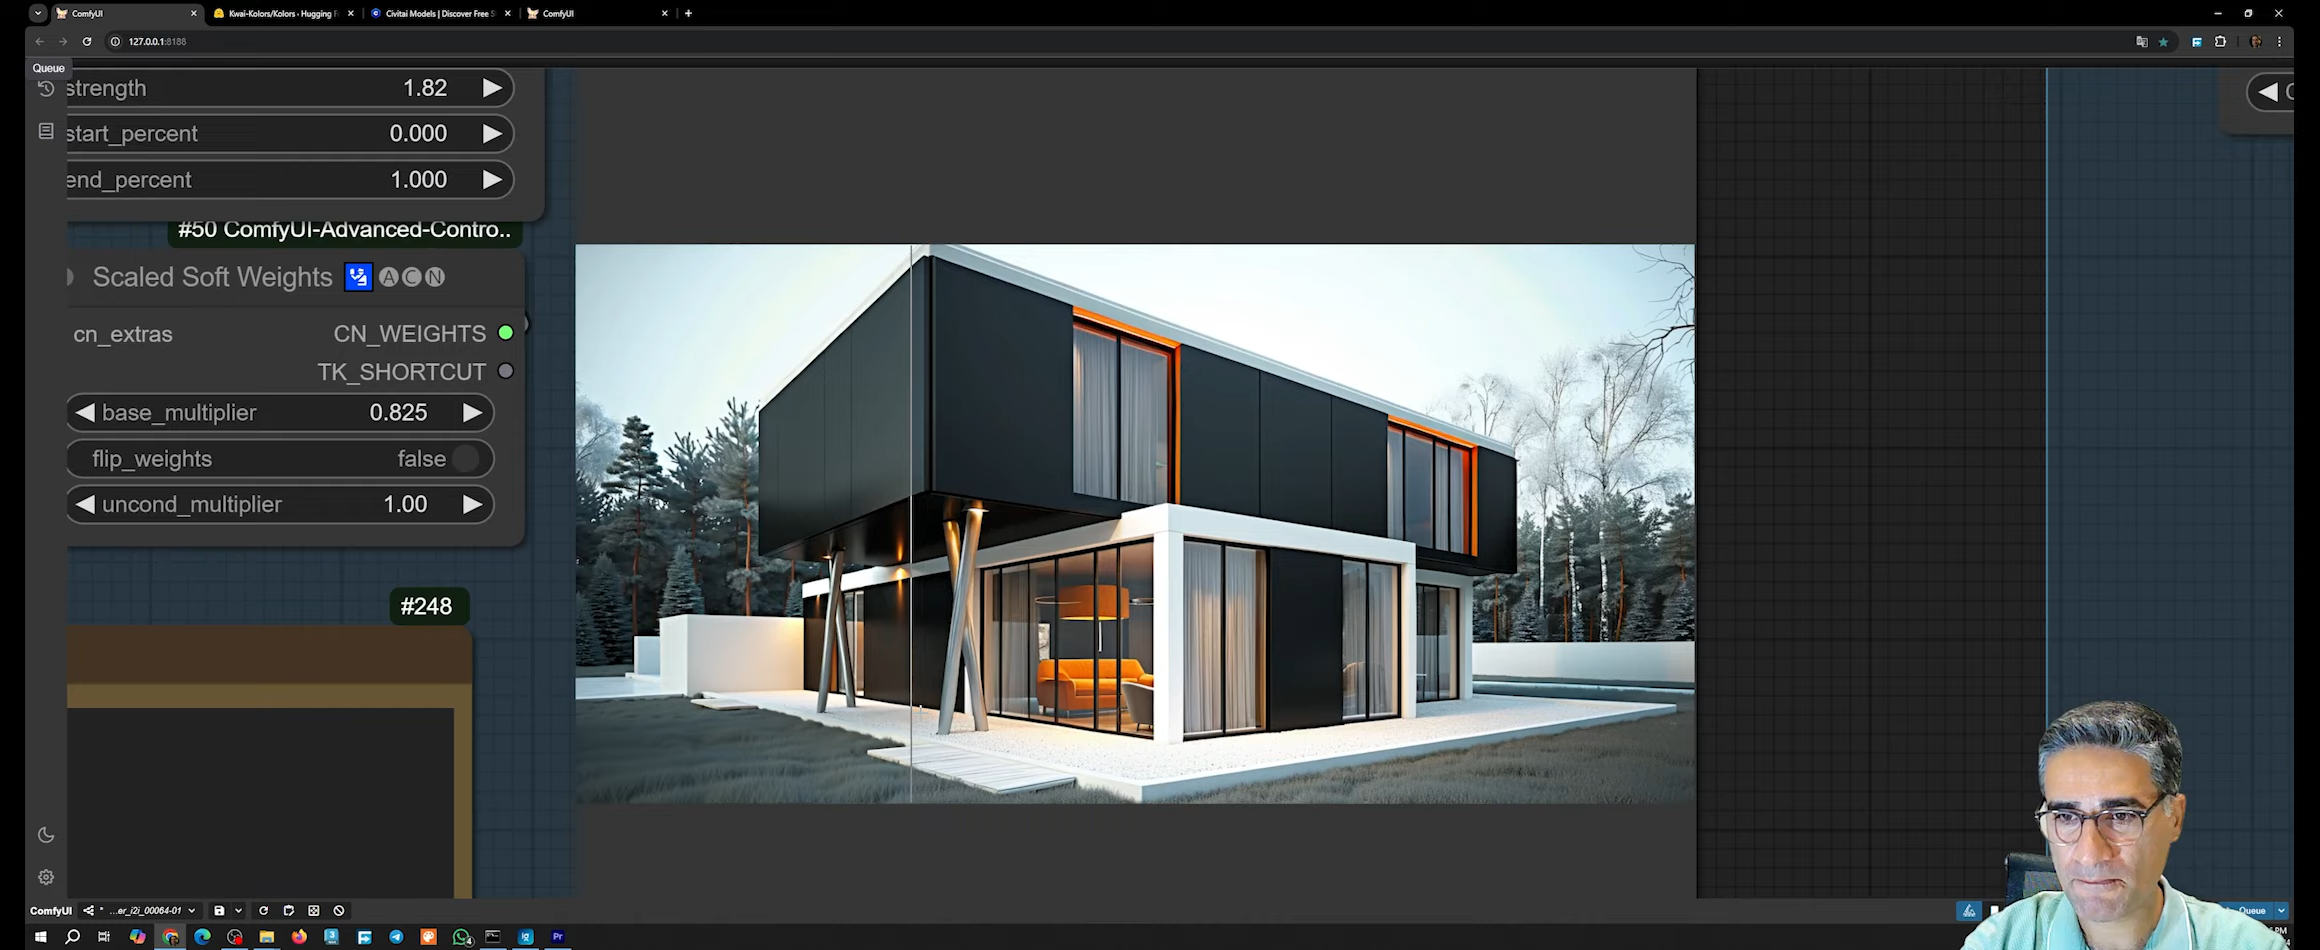 ComfyUI
Kwai-Kolors/Kolors · Hugging F
Civitai Models | Discover Free S
ComfyUI
127.0.0.1:8188
Queue
strength 1.82
start_percent 0.000
end_percent 1.000
#50 ComfyUI-Advanced-Contro..
Scaled Soft Weights A C N
cn_extras CN_WEIGHTS
TK_SHORTCUT
base_multiplier 0.825
flip_weights false
uncond_multiplier 1.00
#248
ComfyUI * ...er_i2i_00064-01
Queue